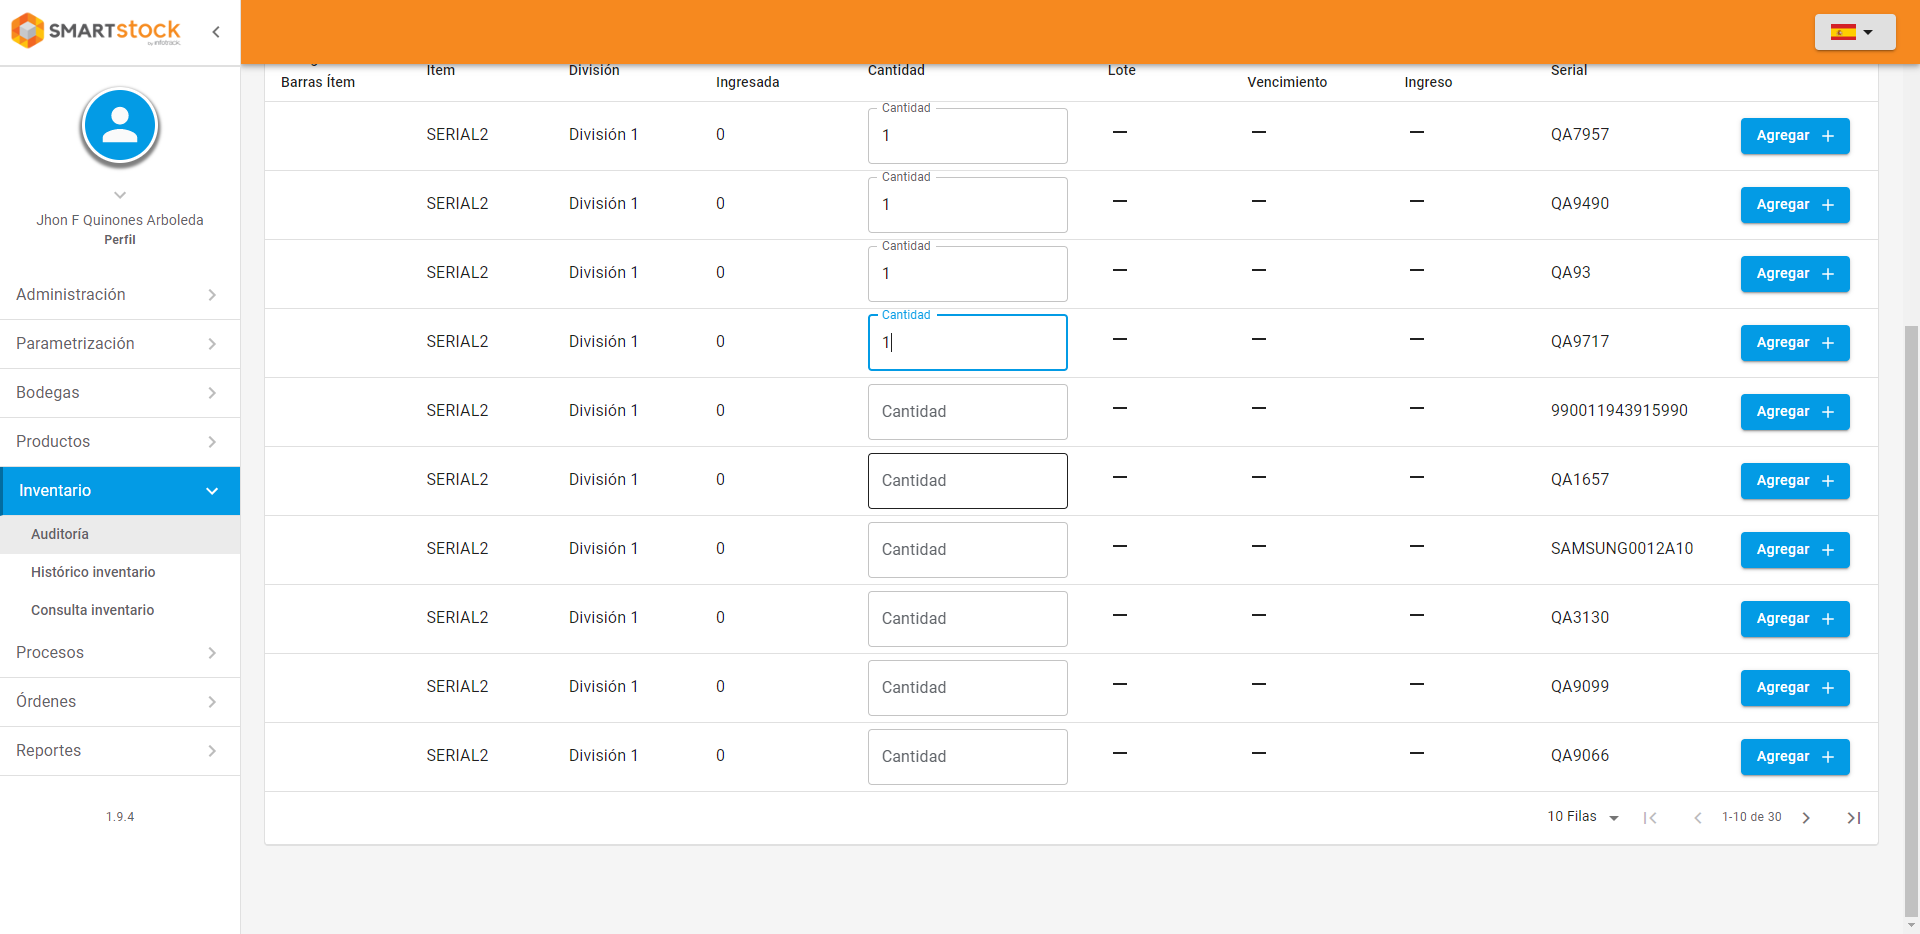 SMARTstock
by infotrack
Jhon F Quinones Arboleda
Perfil
Administración
Parametrización
Bodegas
Productos
Inventario
Auditoría
Histórico inventario
Consulta inventario
Procesos
Órdenes
Reportes
1.9.4
Barras Ítem Item División Ingresada Cantidad Lote Vencimiento Ingreso Serial
Cantidad
SERIAL2 División 1 0 1 — — — QA7957 Agregar +
Cantidad
SERIAL2 División 1 0 1 — — — QA9490 Agregar +
Cantidad
SERIAL2 División 1 0 1 — — — QA93 Agregar +
Cantidad
SERIAL2 División 1 0 1 — — — QA9717 Agregar +
SERIAL2 División 1 0 Cantidad — — — 990011943915990 Agregar +
SERIAL2 División 1 0 Cantidad — — — QA1657 Agregar +
SERIAL2 División 1 0 Cantidad — — — SAMSUNG0012A10 Agregar +
SERIAL2 División 1 0 Cantidad — — — QA3130 Agregar +
SERIAL2 División 1 0 Cantidad — — — QA9099 Agregar +
SERIAL2 División 1 0 Cantidad — — — QA9066 Agregar +
10 Filas 1-10 de 30